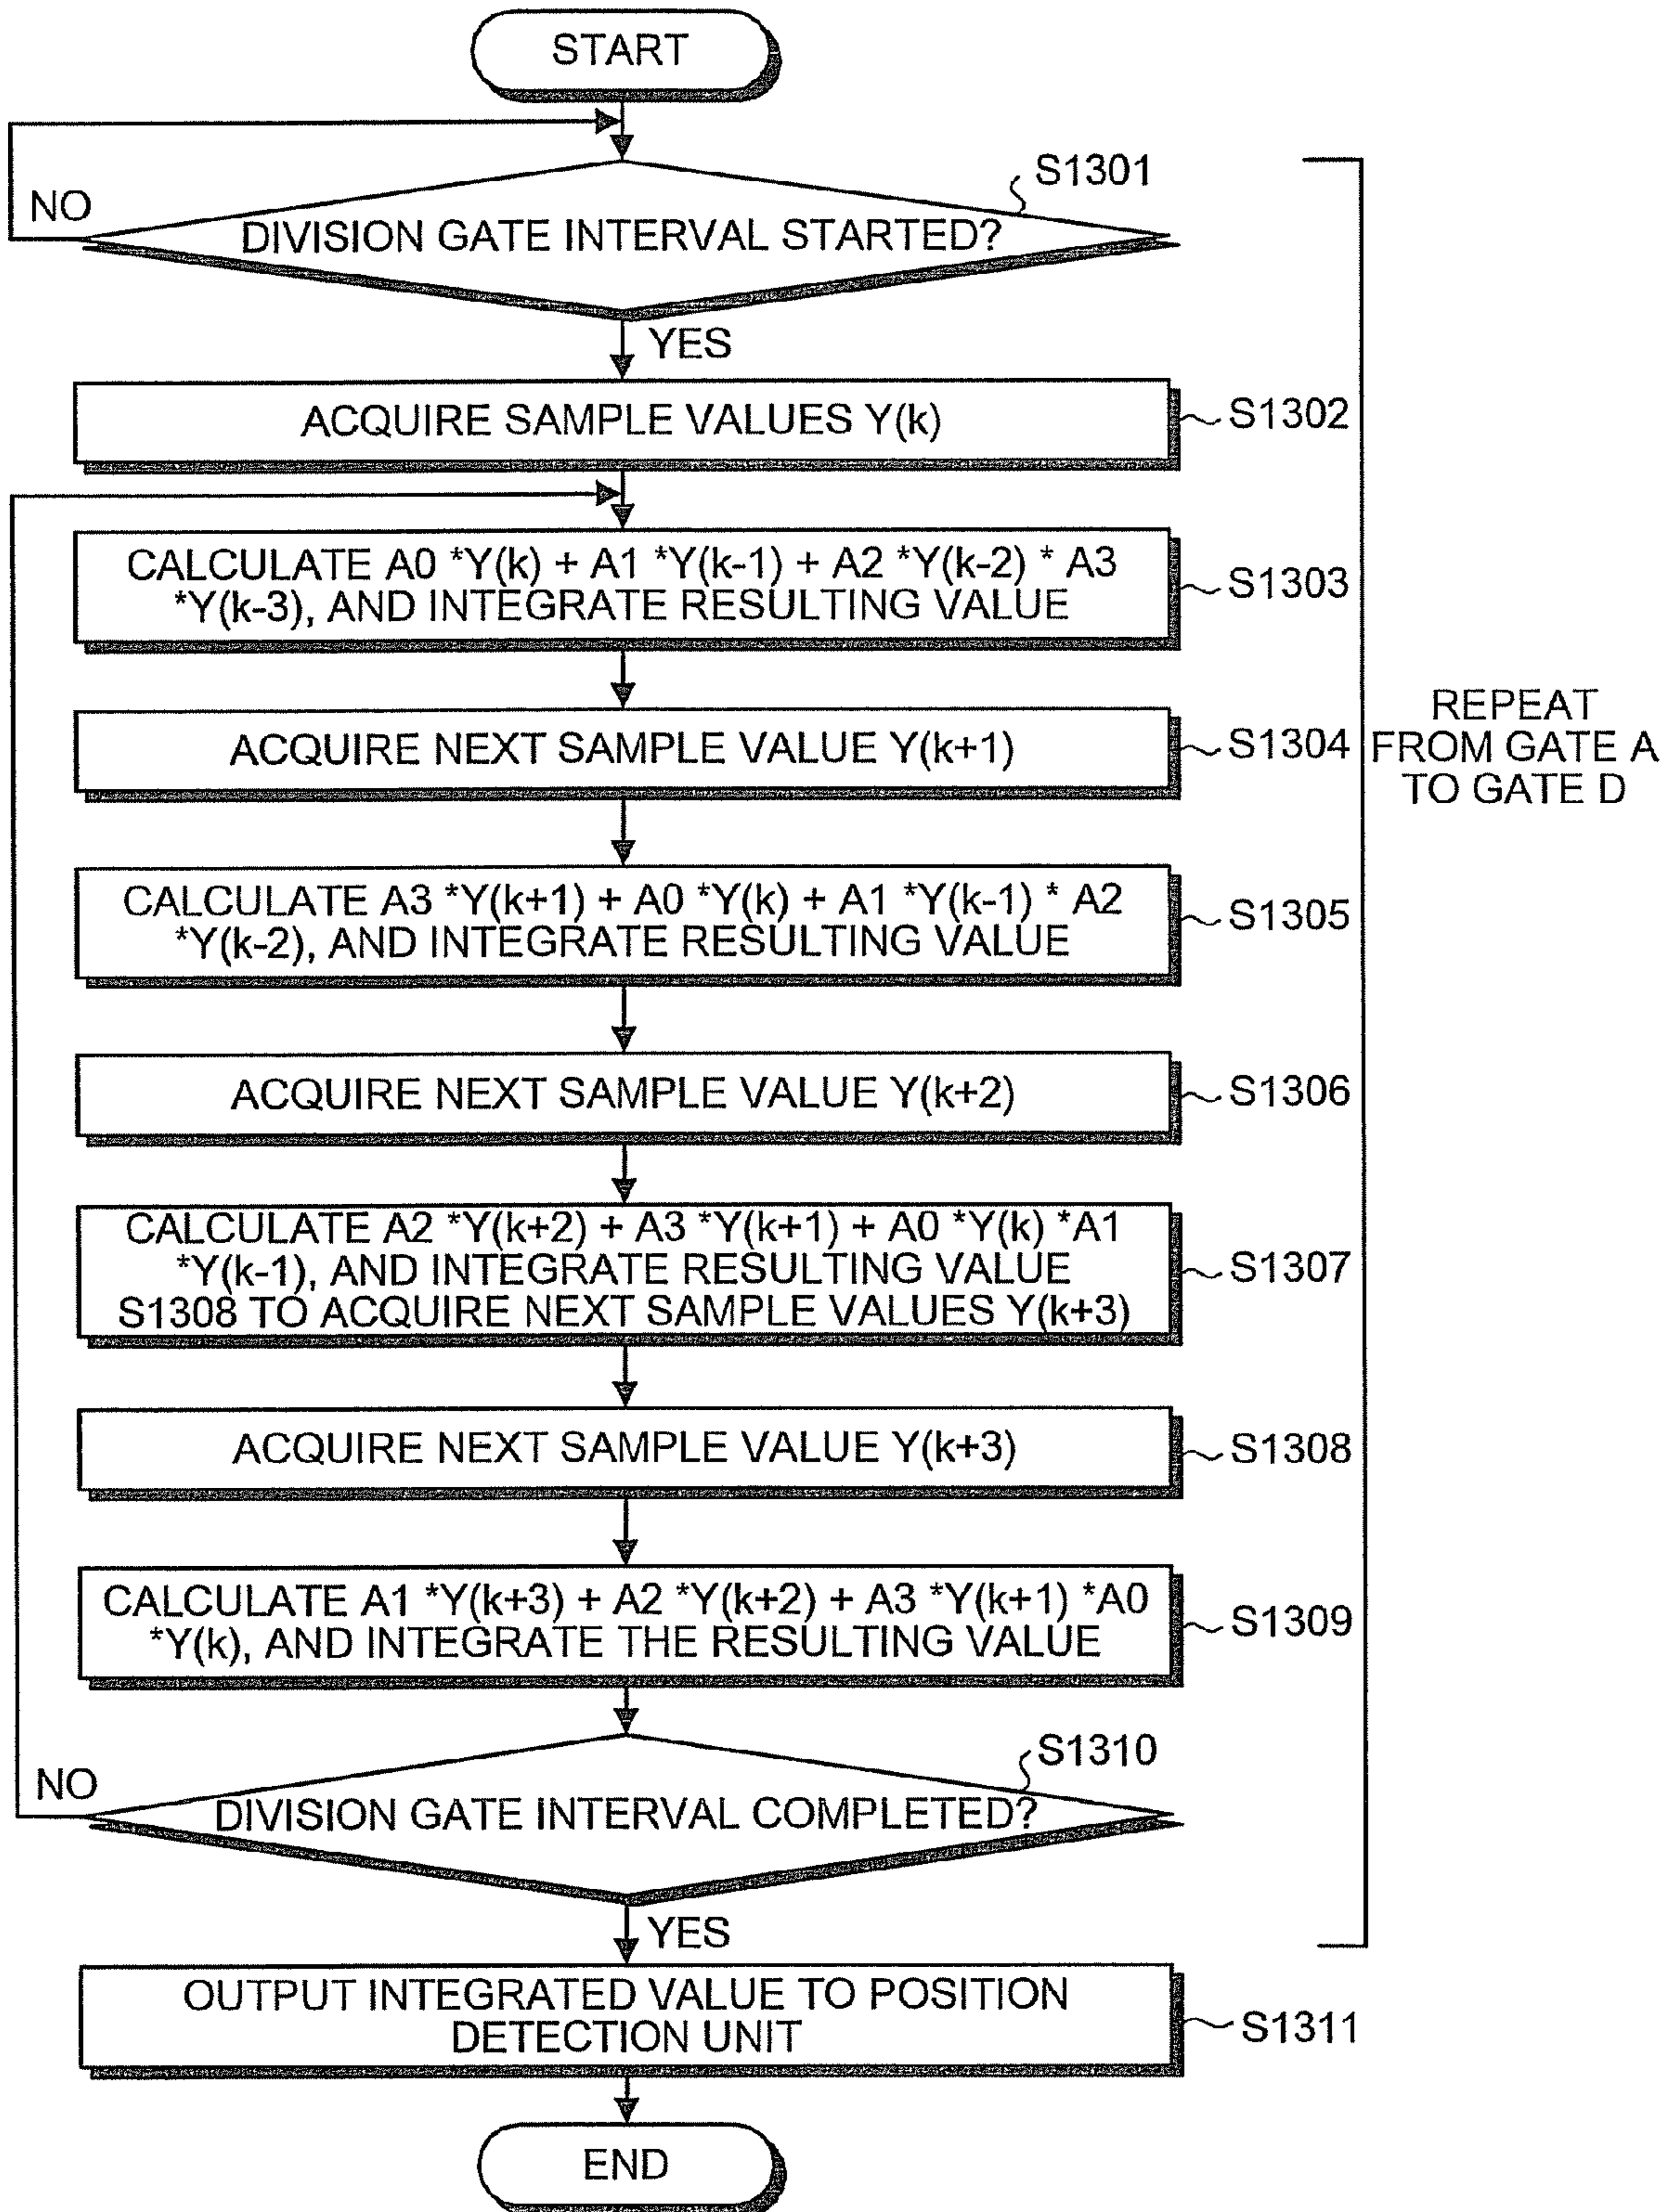 START
S1301
NO
DIVISION GATE INTERVAL STARTED?
YES
ACQUIRE SAMPLE VALUES Y(k)
S1302
CALCULATE A0 *Y(k) + A1 *Y(k-1) + A2 *Y(k-2) * A3
*Y(k-3), AND INTEGRATE RESULTING VALUE
S1303
REPEAT
FROM GATE A
TO GATE D
ACQUIRE NEXT SAMPLE VALUE Y(k+1)
S1304
CALCULATE A3 *Y(k+1) + A0 *Y(k) + A1 *Y(k-1) * A2
*Y(k-2), AND INTEGRATE RESULTING VALUE
S1305
ACQUIRE NEXT SAMPLE VALUE Y(k+2)
S1306
CALCULATE A2 *Y(k+2) + A3 *Y(k+1) + A0 *Y(k) *A1
*Y(k-1), AND INTEGRATE RESULTING VALUE
S1308 TO ACQUIRE NEXT SAMPLE VALUES Y(k+3)
S1307
ACQUIRE NEXT SAMPLE VALUE Y(k+3)
S1308
CALCULATE A1 *Y(k+3) + A2 *Y(k+2) + A3 *Y(k+1) *A0
*Y(k), AND INTEGRATE THE RESULTING VALUE
S1309
S1310
NO
DIVISION GATE INTERVAL COMPLETED?
YES
OUTPUT INTEGRATED VALUE TO POSITION
DETECTION UNIT
S1311
END